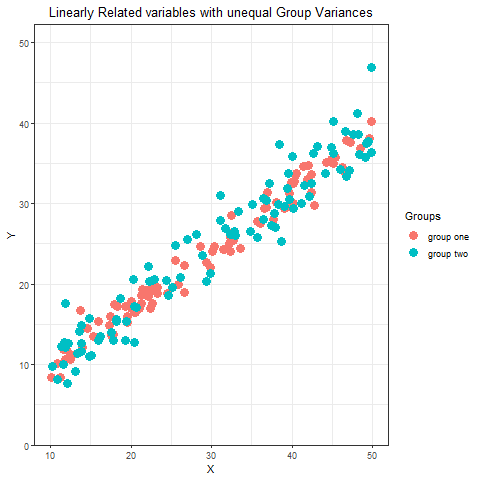 Linearly Related variables with unequal Group Variances
50
40
30
20
10
0
Y
10
20
30
40
50
X
Groups
group one
group two